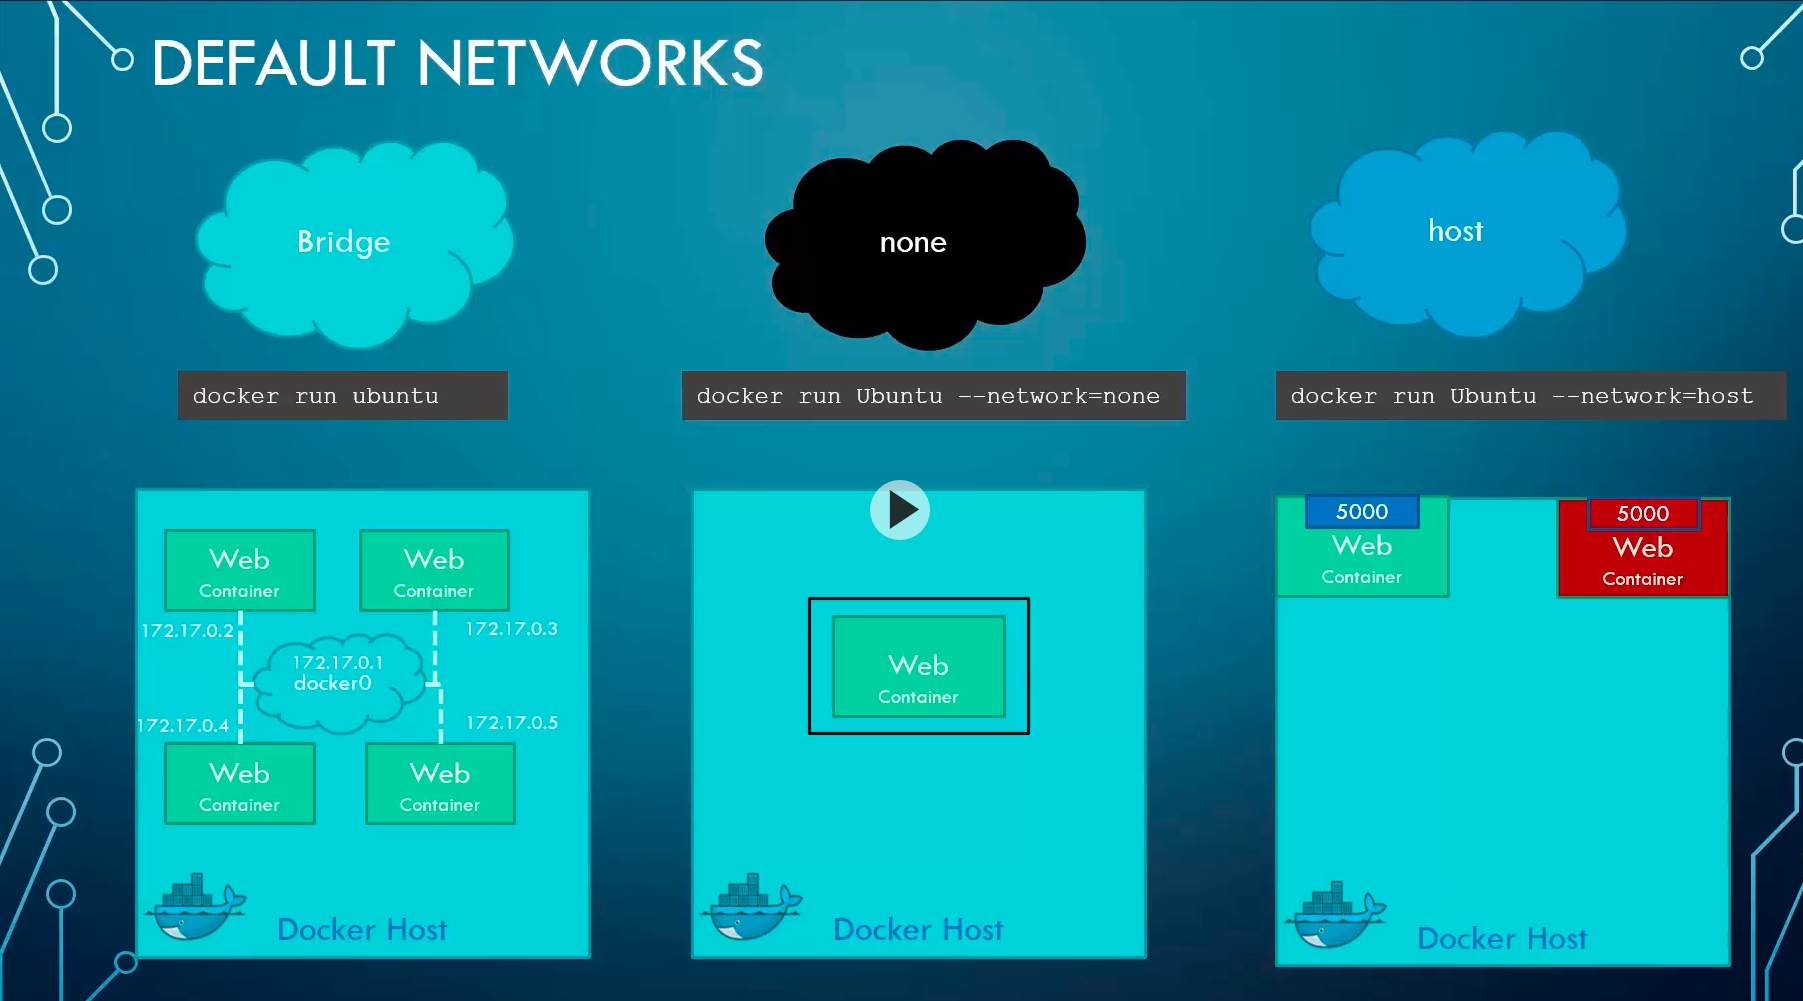 DEFAULT NETWORKS
Bridge
none
host
docker run ubuntu
docker run Ubuntu --network=none
docker run Ubuntu --network=host
Web
Container
Web
Container
172.17.0.2
172.17.0.3
172.17.0.1
docker0
172.17.0.4
172.17.0.5
Web
Container
Web
Container
Docker Host
Web
Container
Docker Host
5000
Web
Container
5000
Web
Container
Docker Host